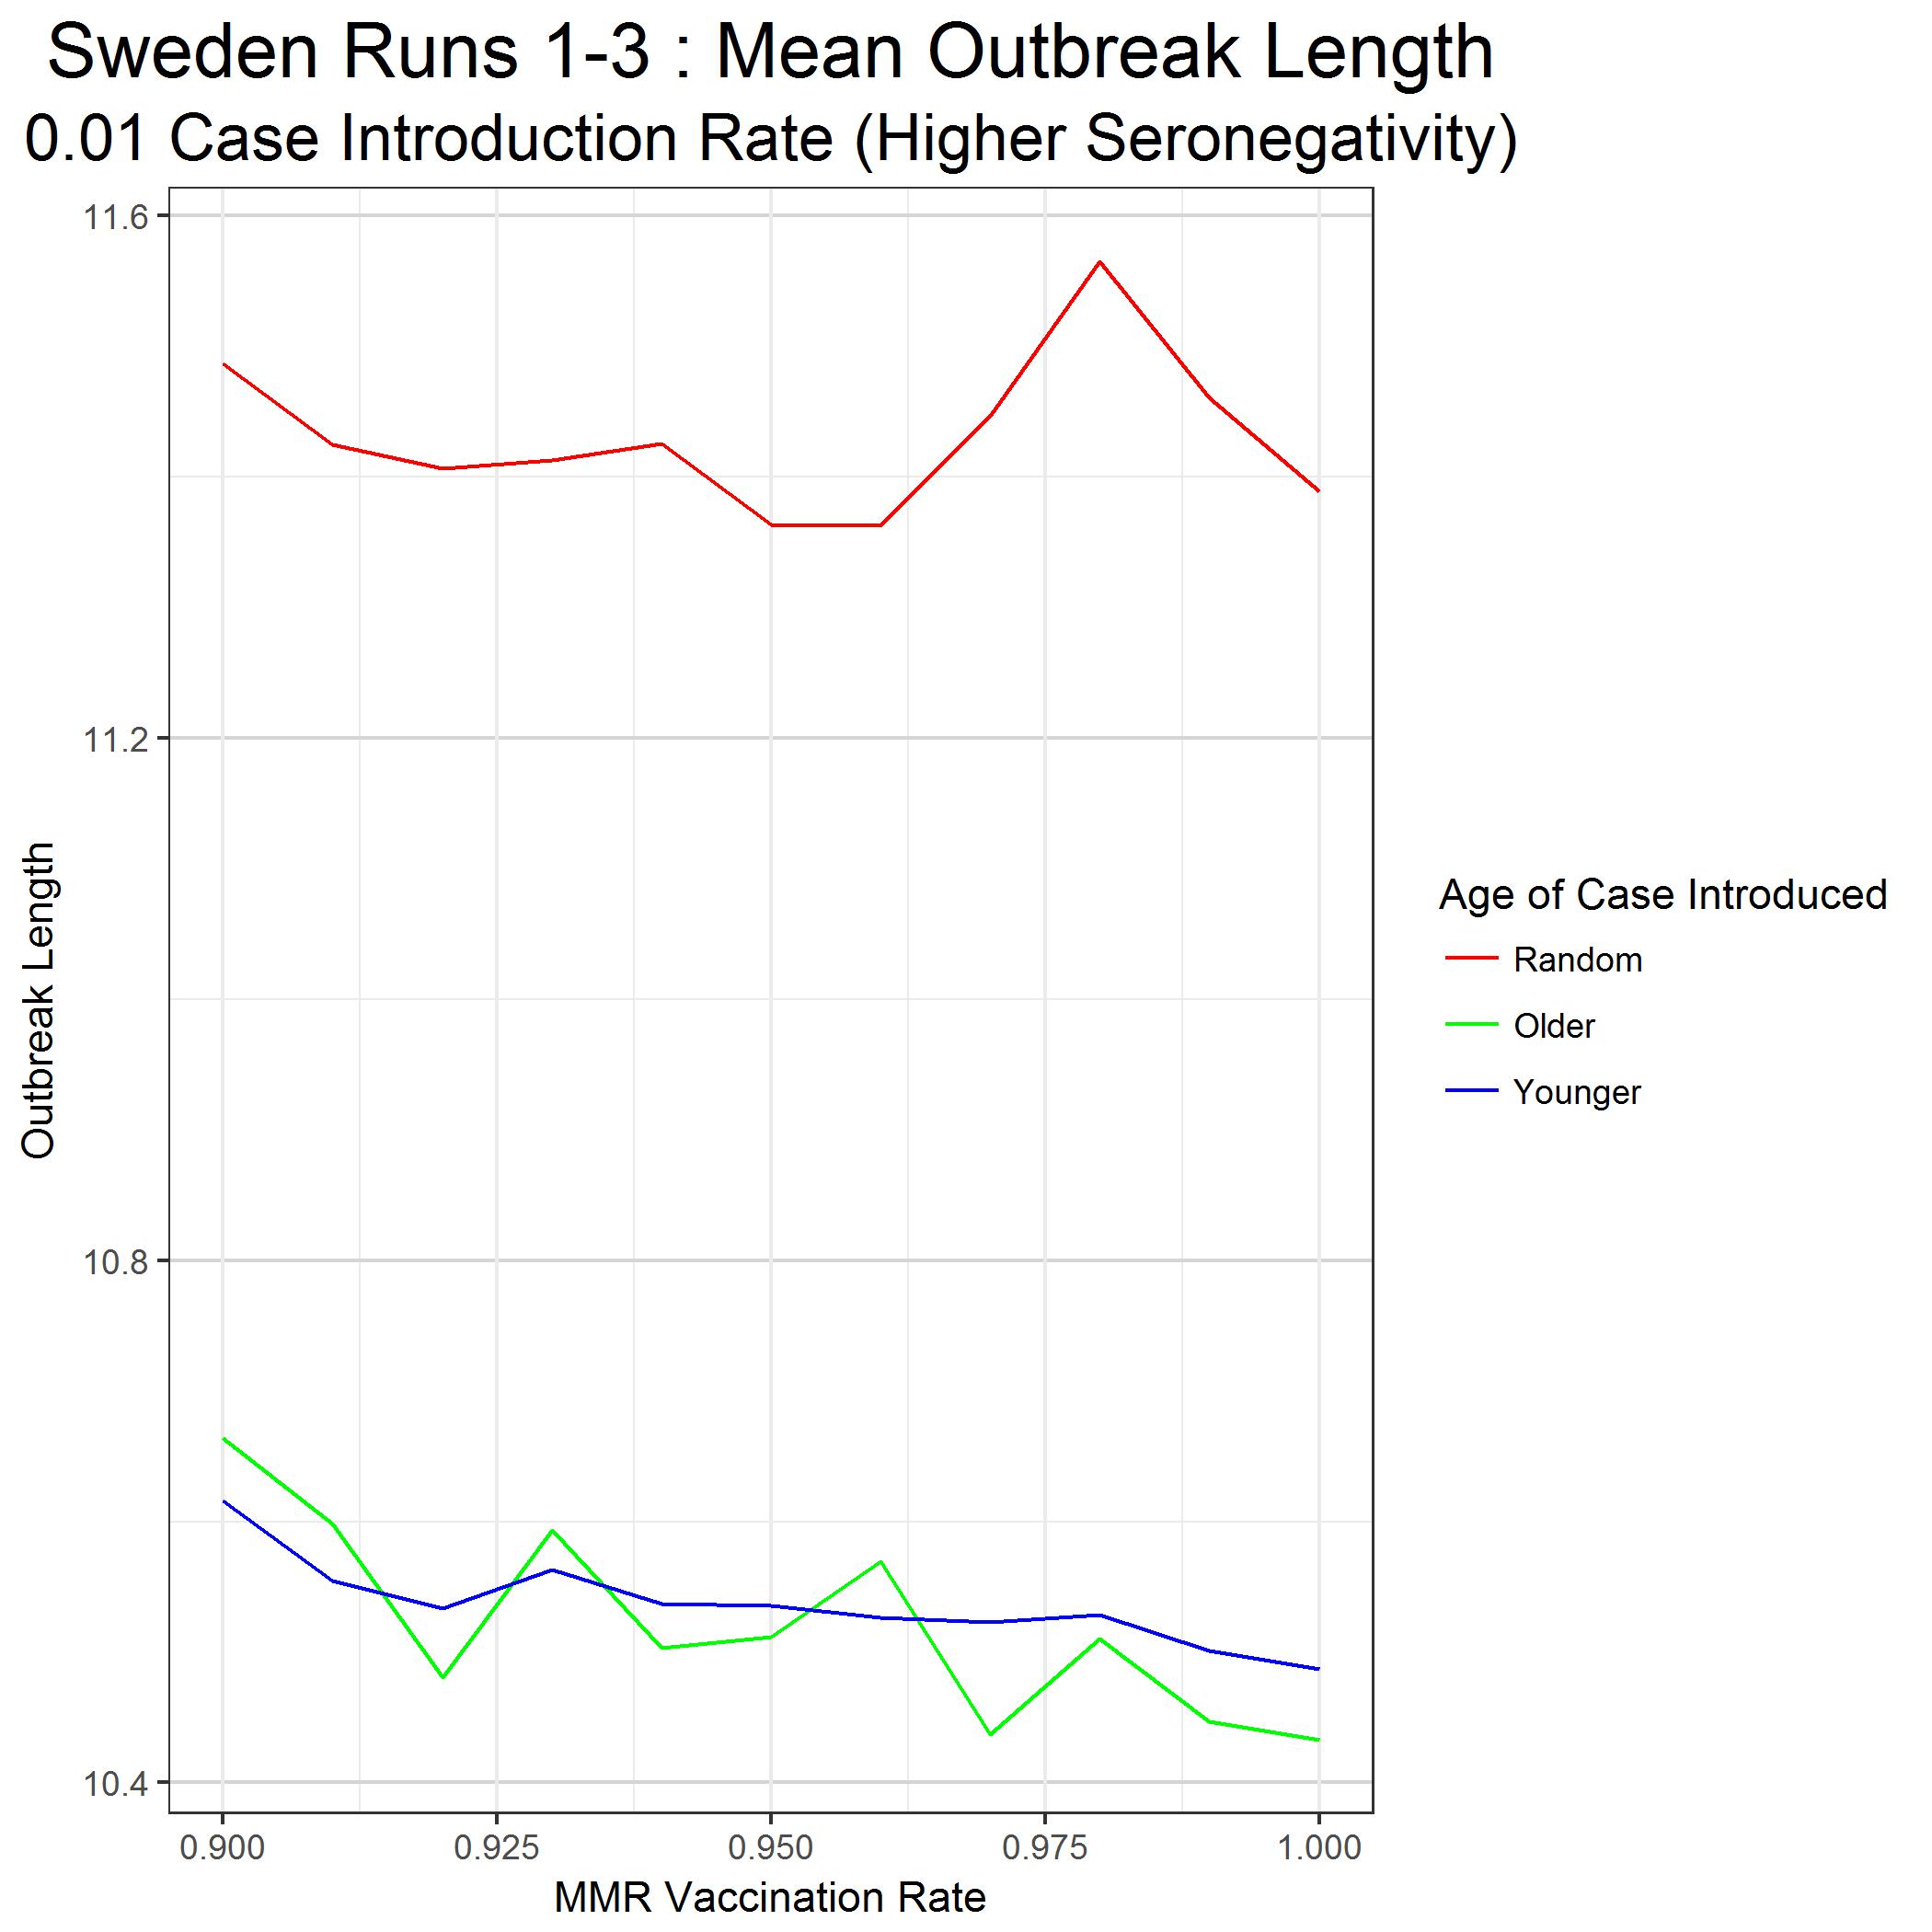 Sweden Runs 1-3 : Mean Outbreak Length
0.01 Case Introduction Rate (Higher Seronegativity)
11.6
11.2
10.8
10.4
Outbreak Length
0.900 0.925 0.950 0.975 1.000
MMR Vaccination Rate
Age of Case Introduced
Random
Older
Younger